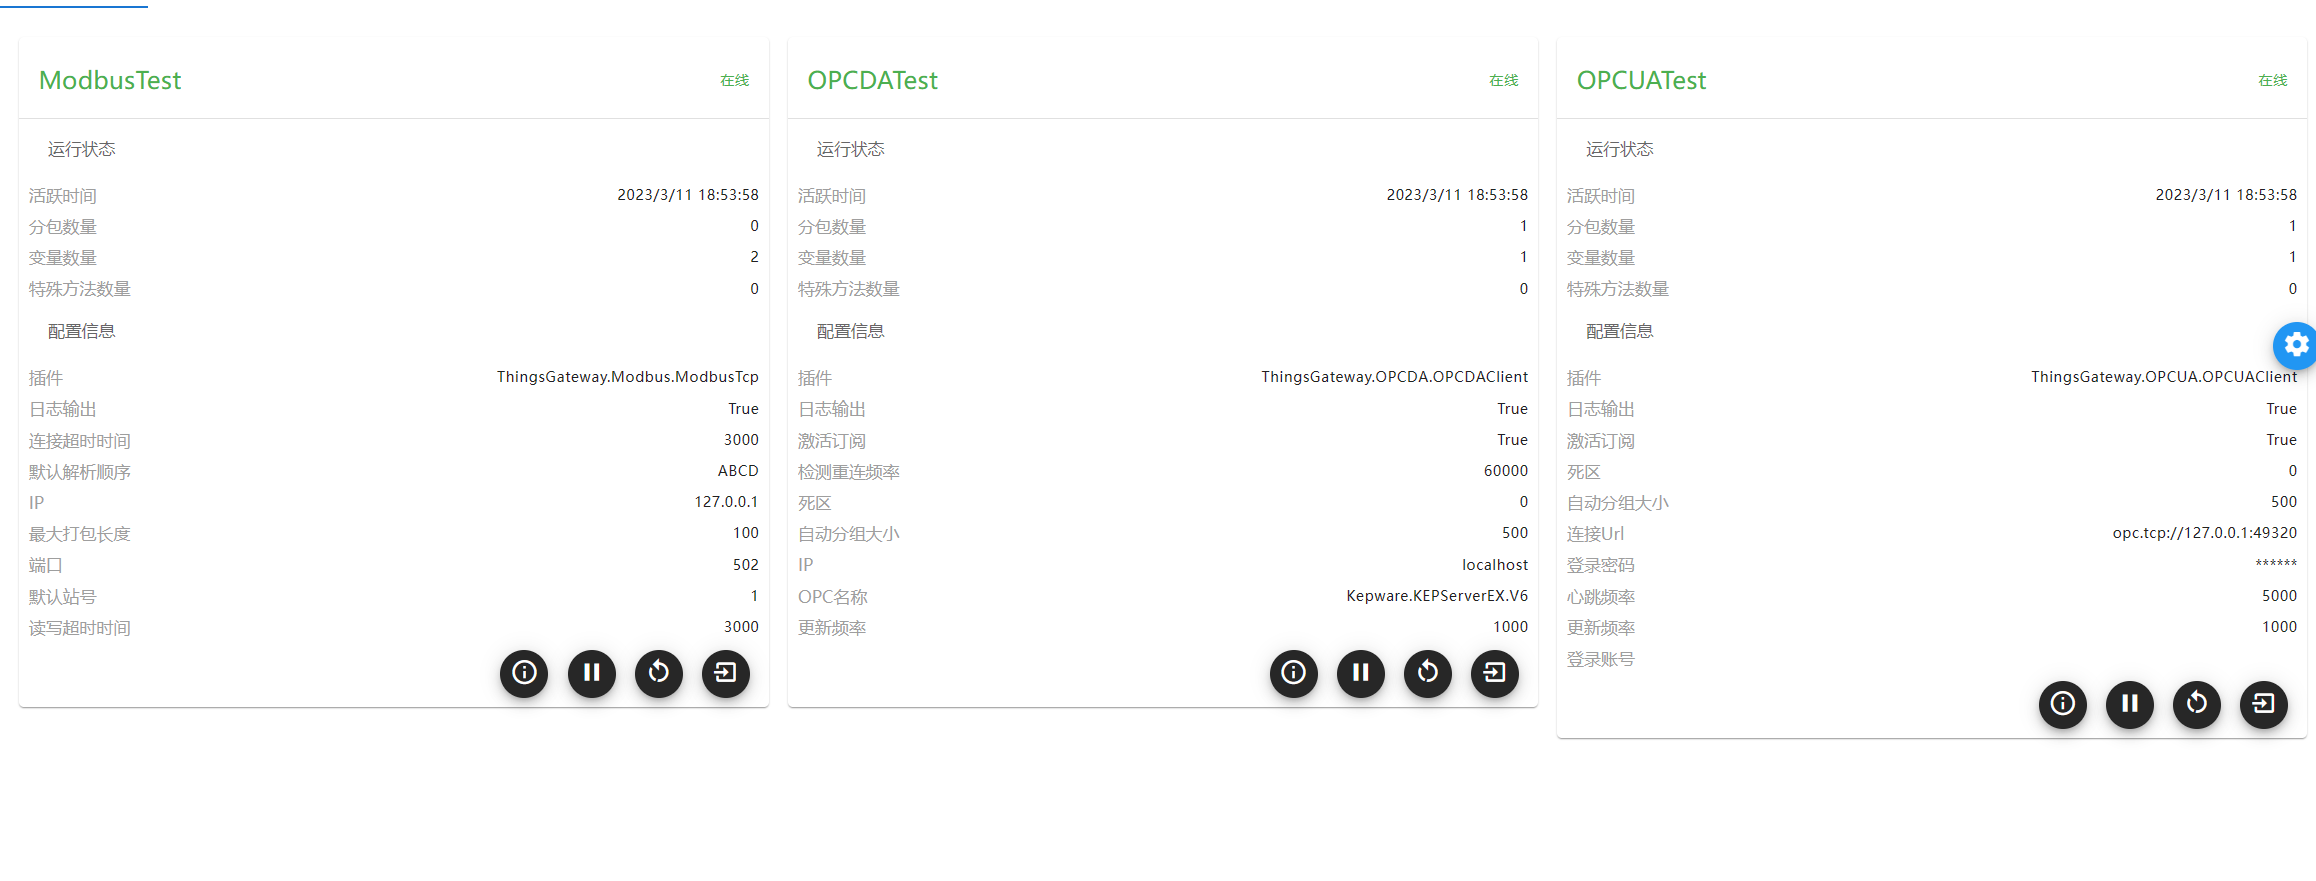 ModbusTest 在线
运行状态
活跃时间 2023/3/11 18:53:58
分包数量 0
变量数量 2
特殊方法数量 0
配置信息
插件 ThingsGateway.Modbus.ModbusTcp
日志输出 True
连接超时时间 3000
默认解析顺序 ABCD
IP 127.0.0.1
最大打包长度 100
端口 502
默认站号 1
读写超时时间 3000
OPCDATest 在线
运行状态
活跃时间 2023/3/11 18:53:58
分包数量 1
变量数量 1
特殊方法数量 0
配置信息
插件 ThingsGateway.OPCDA.OPCDAClient
日志输出 True
激活订阅 True
检测重连频率 60000
死区 0
自动分组大小 500
IP localhost
OPC名称 Kepware.KEPServerEX.V6
更新频率 1000
OPCUATest 在线
运行状态
活跃时间 2023/3/11 18:53:58
分包数量 1
变量数量 1
特殊方法数量 0
配置信息
插件 ThingsGateway.OPCUA.OPCUAClient
日志输出 True
激活订阅 True
死区 0
自动分组大小 500
连接Url opc.tcp://127.0.0.1:49320
登录密码 ******
心跳频率 5000
更新频率 1000
登录账号